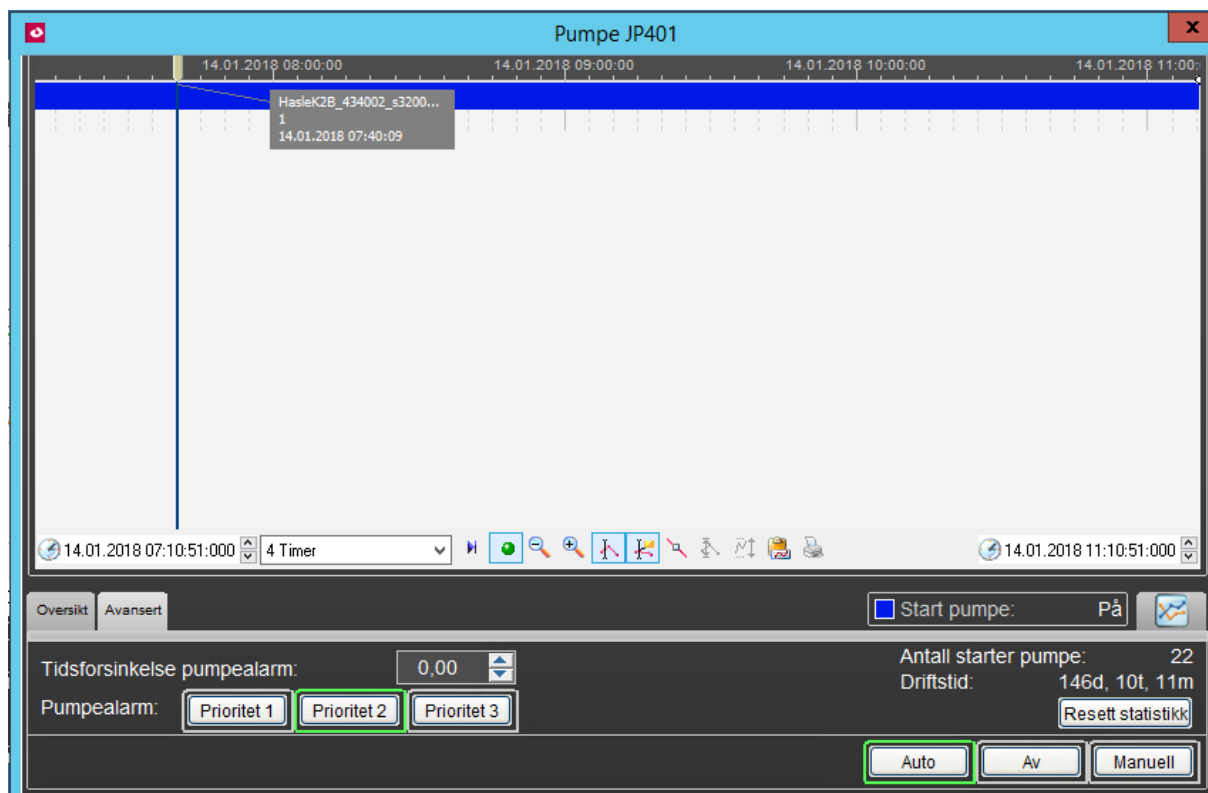 Pumpe JP401
x
14.01.2018 08:00:00 14.01.2018 09:00:00 14.01.2018 10:00:00 14.01.2018 11:00:
HasleK2B_434002_s3200...
1
14.01.2018 07:40:09
14.01.2018 07:10:51:000 4 Timer 14.01.2018 11:10:51:000
Oversikt Avansert Start pumpe: På
Tidsforsinkelse pumpealarm: 0,00 Antall starter pumpe: 22
Driftstid: 146d, 10t, 11m
Pumpealarm: Prioritet 1 Prioritet 2 Prioritet 3 Resett statistikk
Auto Av Manuell